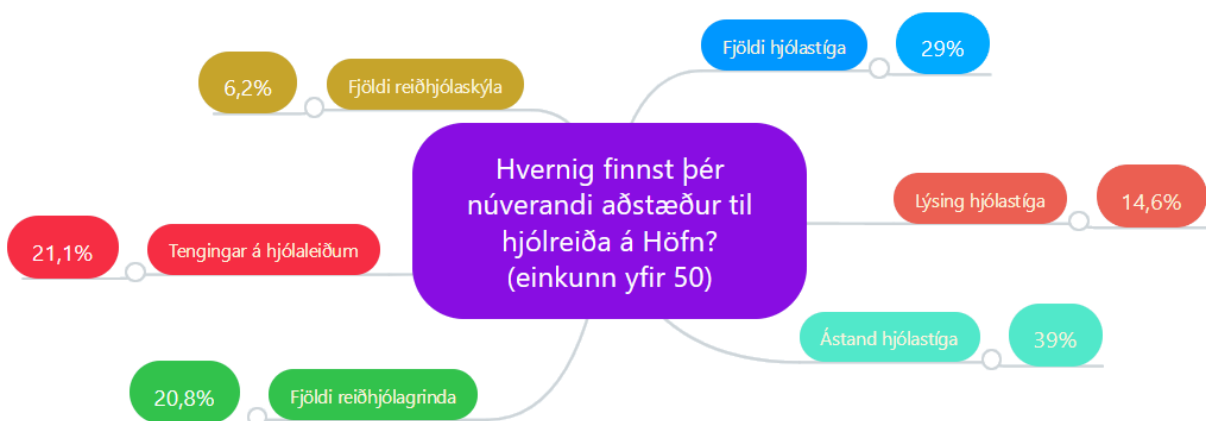 Fjöldi hjólastíga
29%
6,2%
Fjöldi reiðhjólaskýla
Hvernig finnst þér
núverandi aðstæður til
hjólreiða á Höfn?
(einkunn yfir 50)
Lýsing hjólastíga
14,6%
21,1%
Tengingar á hjólaleiðum
Ástand hjólastíga
39%
20,8%
Fjöldi reiðhjólagrinda